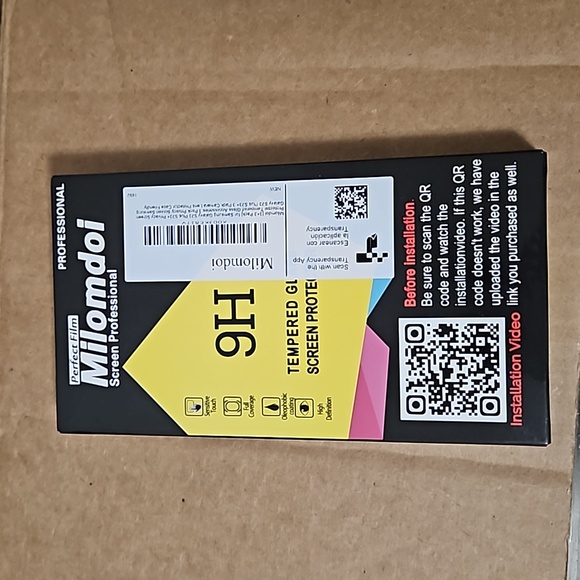 PROFESSIONAL
Perfect Film
Milomdoi
Screen Professional
9H
TEMPERED
SCREEN
Sensitive
Touch
Full
Coverage
Oleophobic
coating
High
Definition
Milomdoi
NEW
Scan with the
Transparency App
Escanear con
la aplicación
Transparency
Before Installation
Be sure to scan the QR
code and watch the
installationvideo. If this QR
code doesn't work, we have
uploaded the video in the
link you purchased as well.
Installation Video